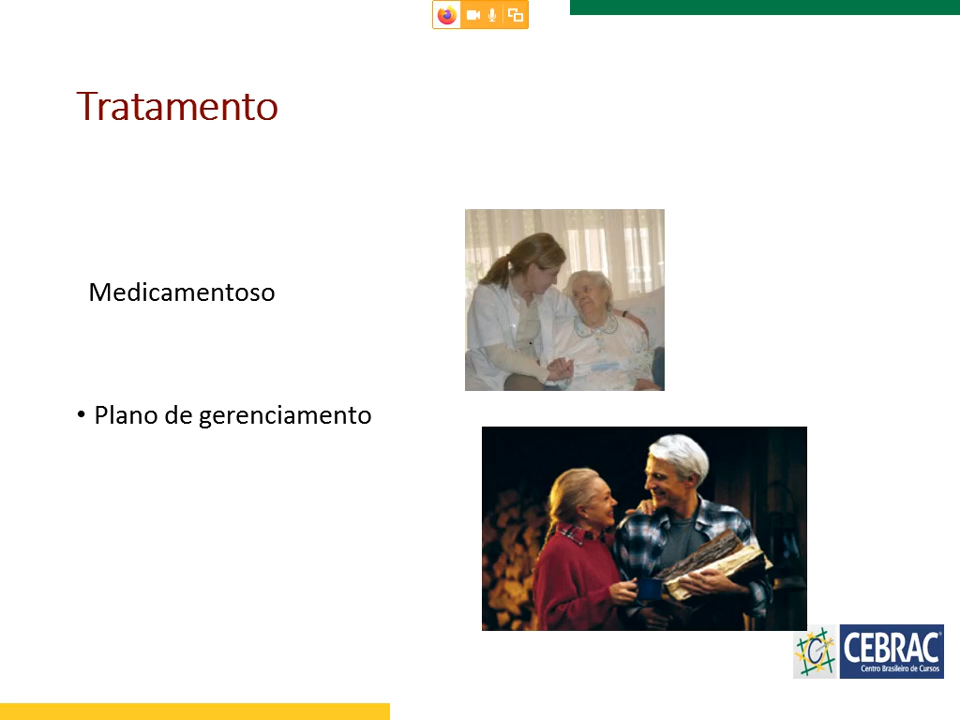 Tratamento
Medicamentoso
• Plano de gerenciamento
CEBRAC
Centro Brasileiro de Cursos